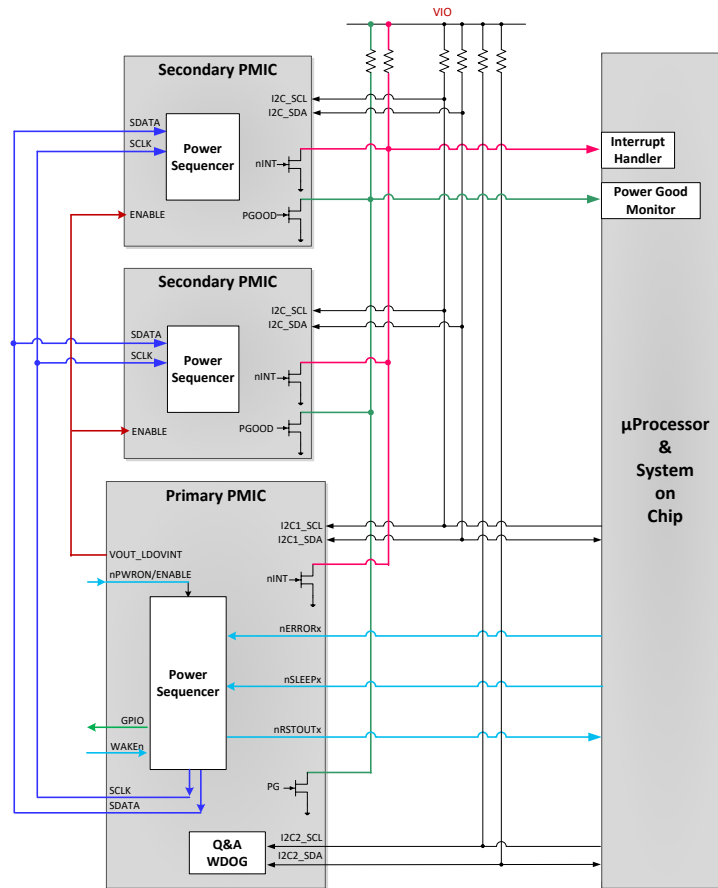 VIO
Secondary PMIC
I2C_SCL
I2C_SDA
SDATA
SCLK
Power
Sequencer
nINT
PGOOD
ENABLE
Interrupt
Handler
Power Good
Monitor
Secondary PMIC
I2C_SCL
I2C_SDA
SDATA
SCLK
Power
Sequencer
nINT
PGOOD
ENABLE
µProcessor
&
System
on
Chip
Primary PMIC
I2C1_SCL
I2C1_SDA
VOUT_LDOVINT
nPWRON/ENABLE
nINT
Power
Sequencer
nERRORx
nSLEEPx
nRSTOUTx
GPIO
WAKEn
SCLK
SDATA
PG
Q&A
WDOG
I2C2_SCL
I2C2_SDA